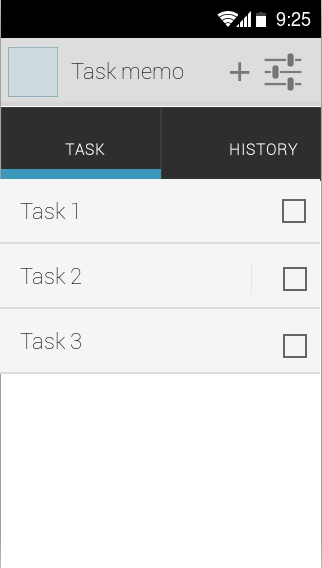 9:25
Task memo
TASK
HISTORY
Task 1
Task 2
Task 3